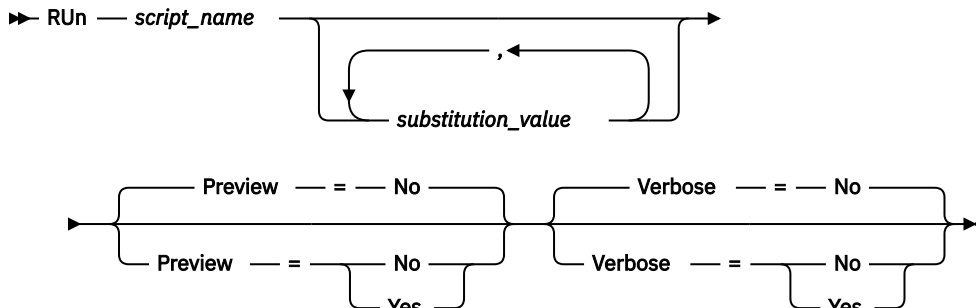 RUn script_name
,
substitution_value
Preview = No Verbose = No
Preview = No Verbose = No
Yes Yes